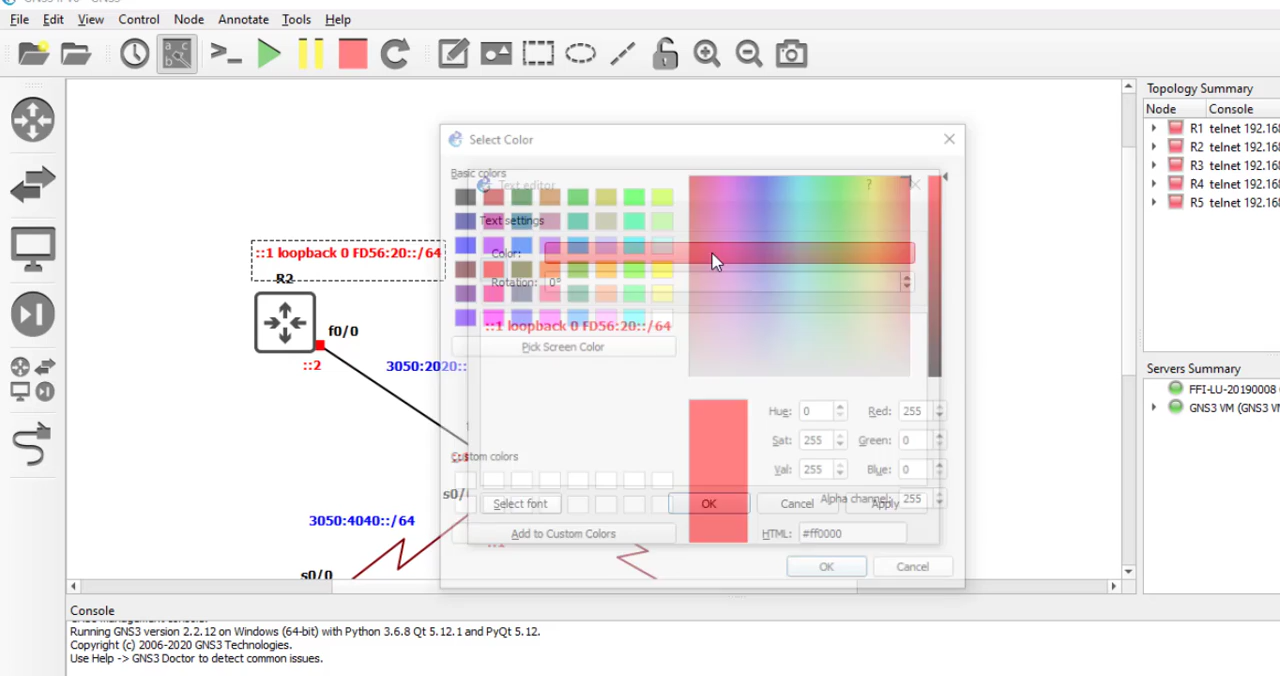 File Edit View Control Node Annotate Tools Help
Topology Summary
Node Console
R1 telnet 192.168
R2 telnet 192.168
R3 telnet 192.168
R4 telnet 192.168
R5 telnet 192.168
Select Color
Basic colors
Text editor ?
Text settings
Color:
Rotation: 0°
::1 loopback 0 FD56:20::/64
Pick Screen Color
::1 loopback 0 FD56:20::/64
R2
f0/0
::2
3050:2020::
s0/
3050:4040::/64
s0/0
Hue: 0 Red: 255
Sat: 255 Green: 0
Val: 255 Blue: 0
Custom colors
Alpha channel: 255
Select font OK Cancel Apply
Add to Custom Colors
HTML: #ff0000
OK Cancel
Servers Summary
FFI-LU-20190008
GNS3 VM (GNS3 VM
Console
Running GNS3 version 2.2.12 on Windows (64-bit) with Python 3.6.8 Qt 5.12.1 and PyQt 5.12.
Copyright (c) 2006-2020 GNS3 Technologies.
Use Help -> GNS3 Doctor to detect common issues.